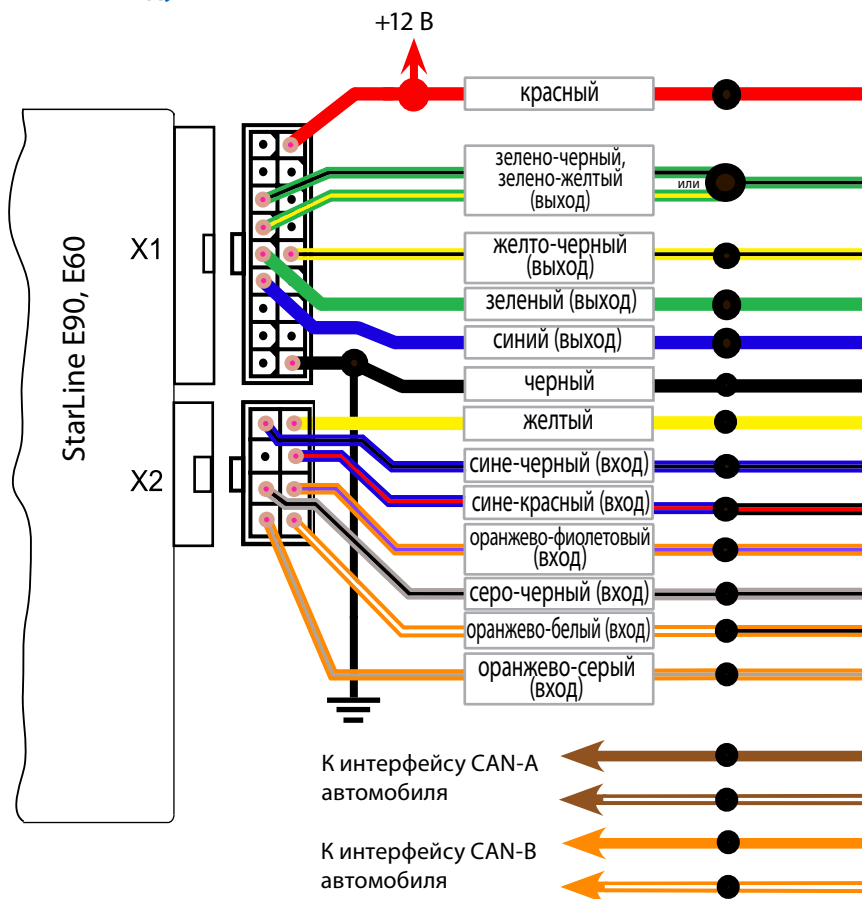 +12 В
красный
зелено-черный,
зелено-желтый
(выход)
или
X1
желто-черный
(выход)
зеленый (выход)
синий (выход)
черный
StarLine E90, E60
желтый
X2
сине-черный (вход)
сине-красный (вход)
оранжево-фиолетовый
(вход)
серо-черный (вход)
оранжево-белый (вход)
оранжево-серый
(вход)
К интерфейсу CAN-A
автомобиля
К интерфейсу CAN-B
автомобиля